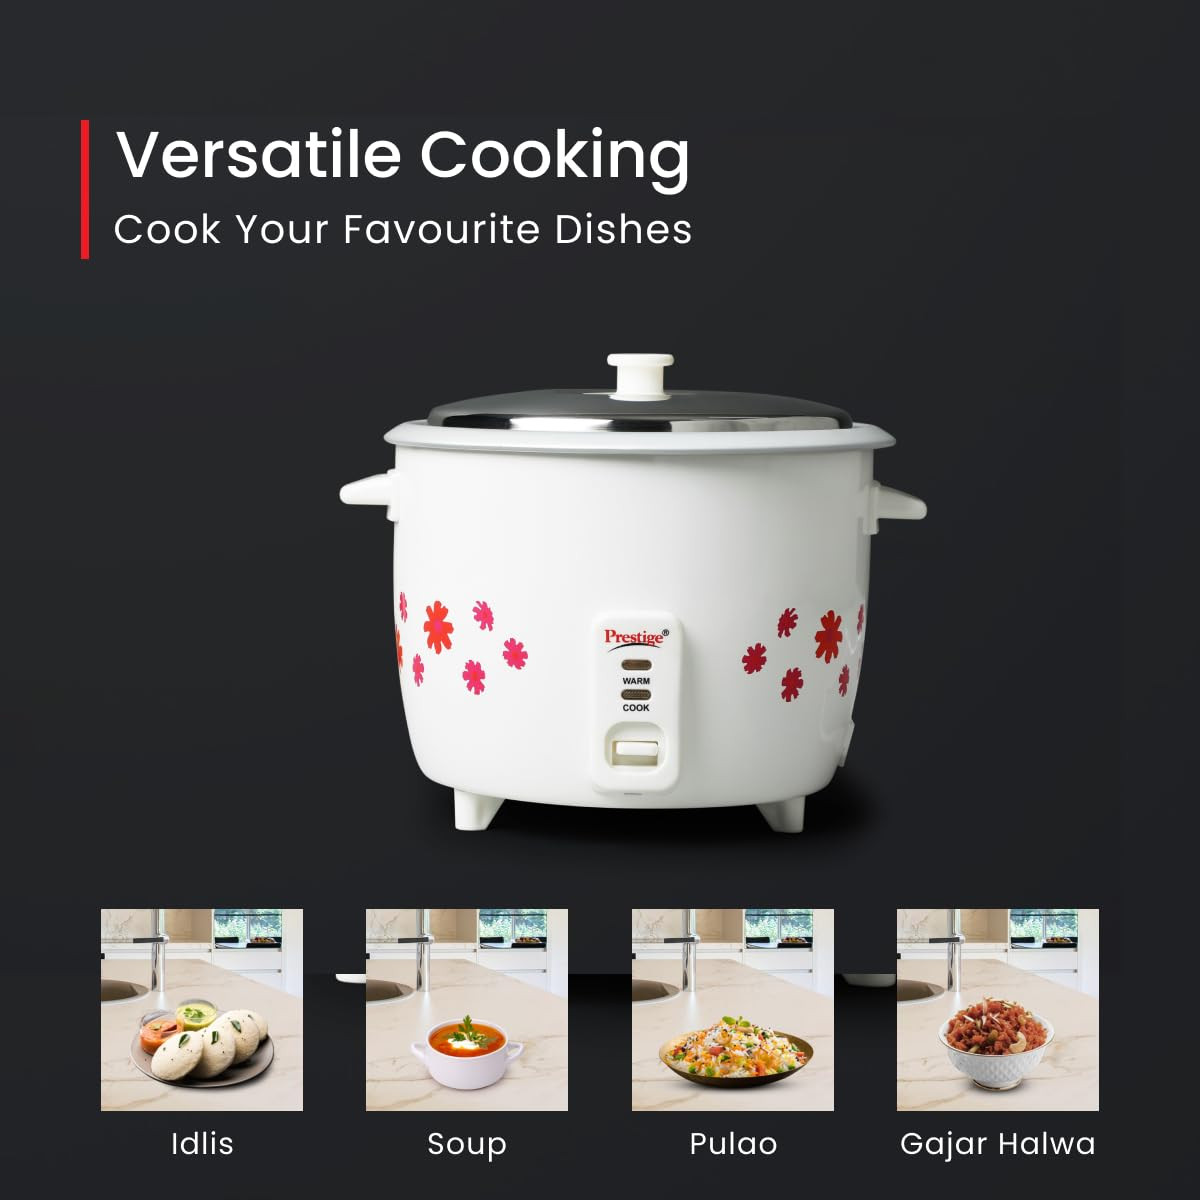 Versatile Cooking
Cook Your Favourite Dishes
Prestige®
WARM
COOK
Idlis
Soup
Pulao
Gajar Halwa